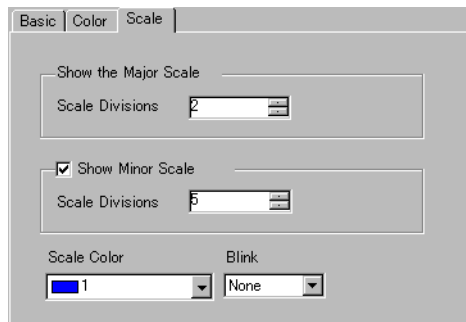 Basic Color Scale
Show the Major Scale
Scale Divisions 2
Show Minor Scale
Scale Divisions 5
Scale Color Blink
1 None